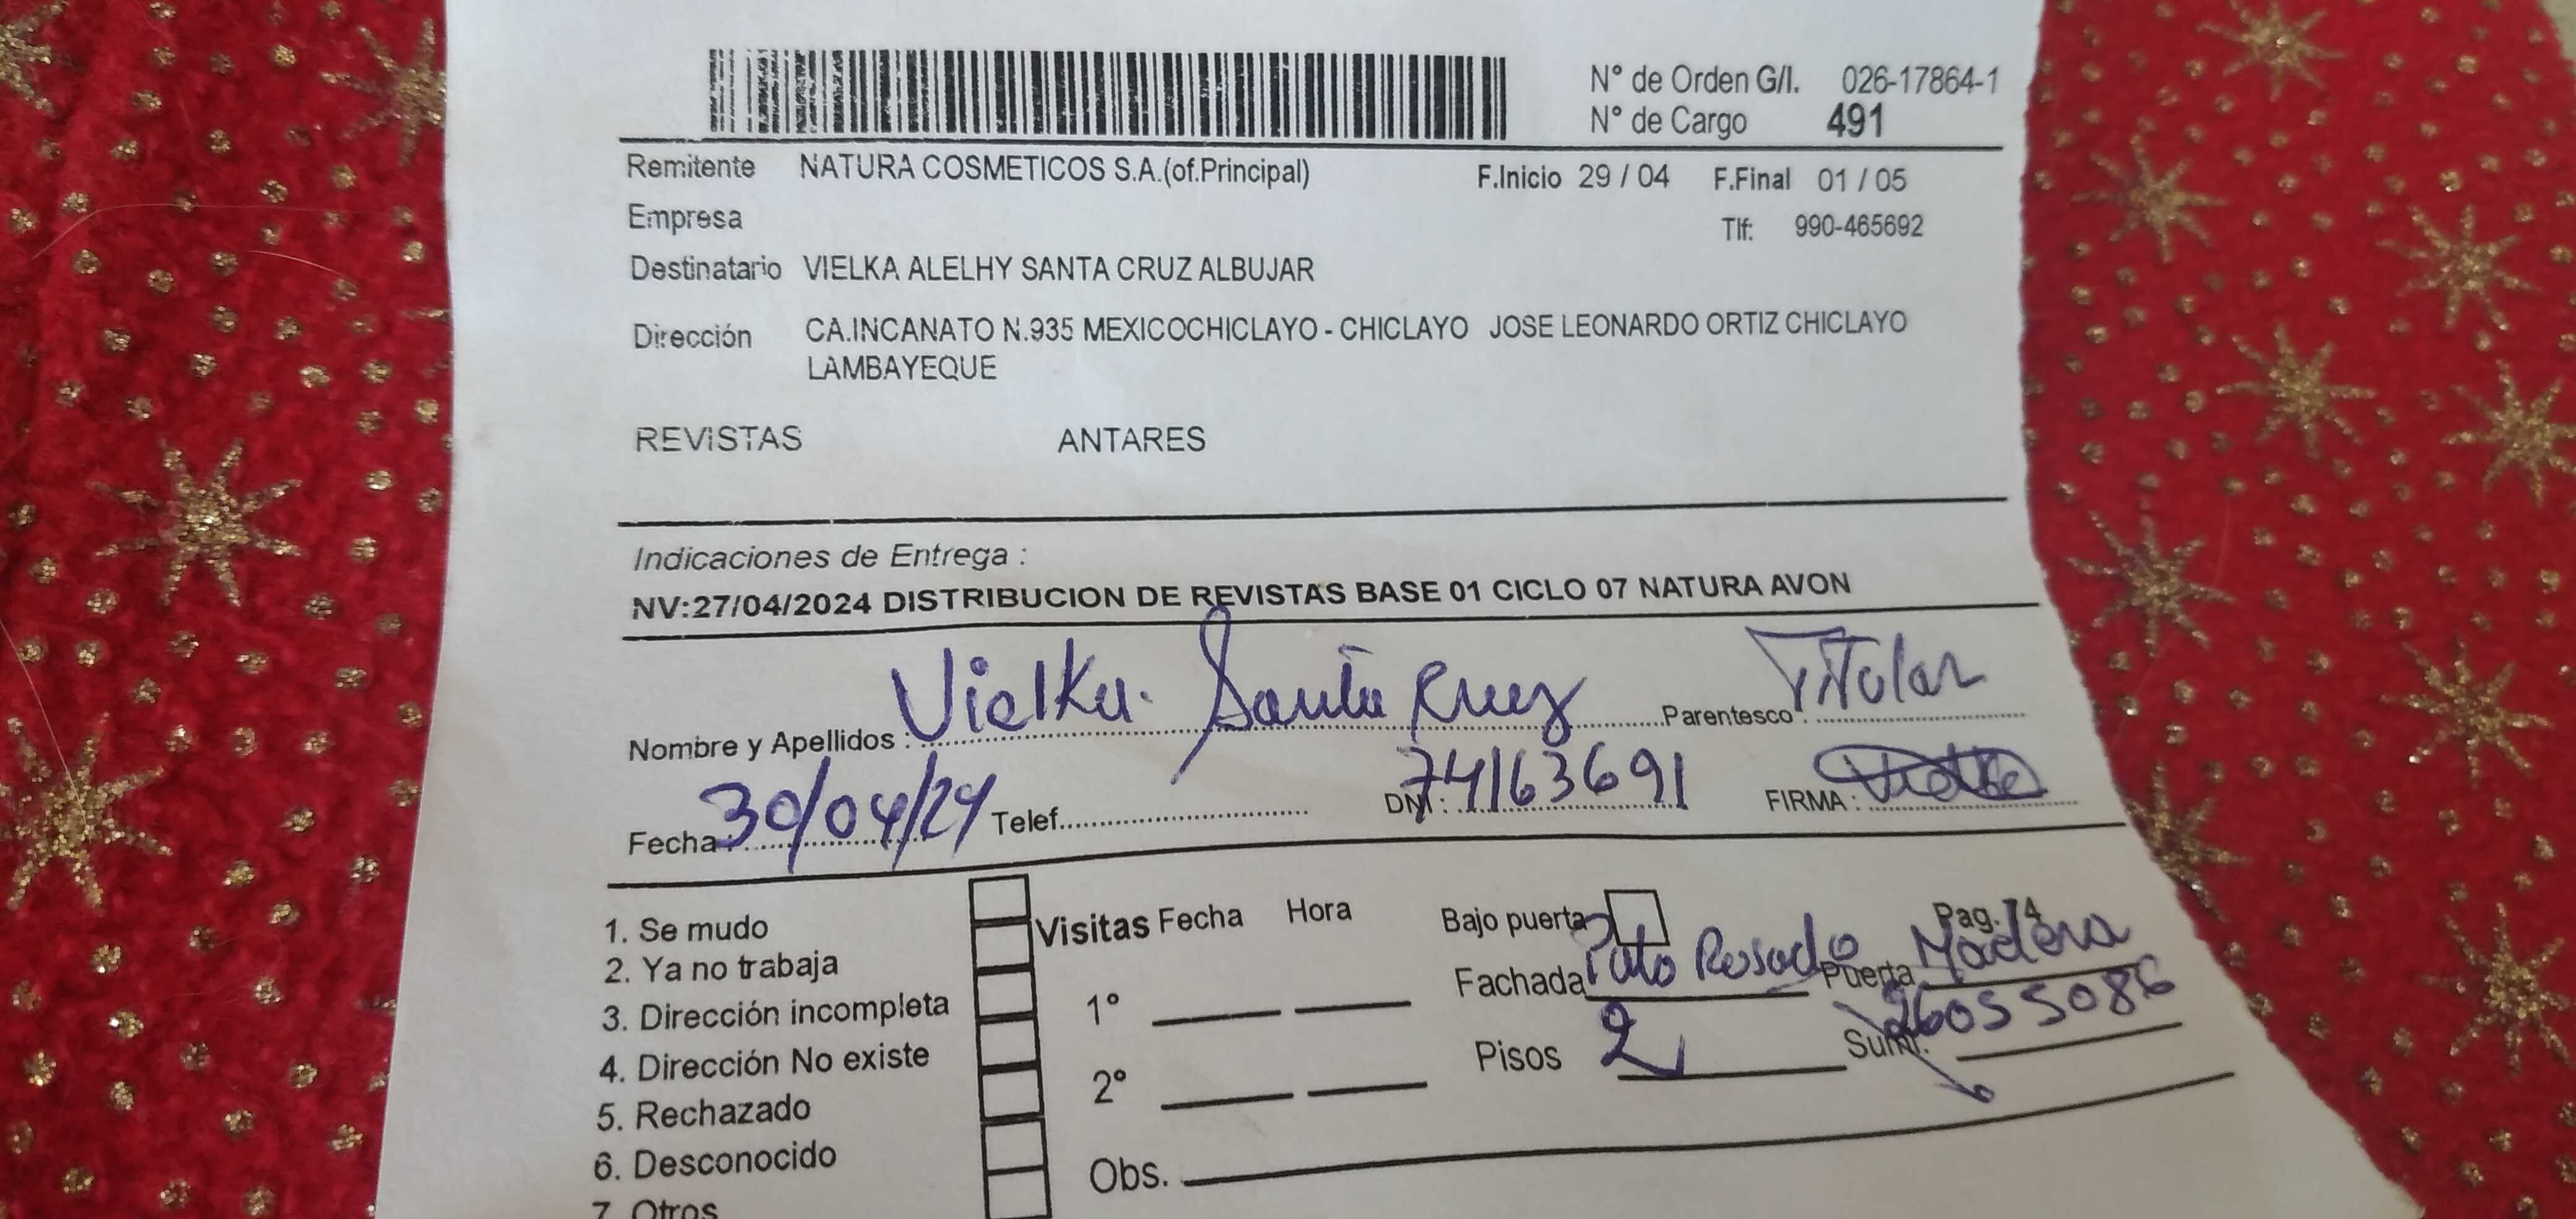 N° de Orden G/I. 026-17864-1
N° de Cargo 491
Remitente NATURA COSMETICOS S.A.(of.Principal) F.Inicio 29 / 04 F.Final 01 / 05
Empresa Tlf: 990-465692
Destinatario VIELKA ALELHY SANTA CRUZ ALBUJAR
Dirección CA.INCANATO N.935 MEXICOCHICLAYO - CHICLAYO JOSE LEONARDO ORTIZ CHICLAYO
LAMBAYEQUE
REVISTAS ANTARES
Indicaciones de Entrega :
NV:27/04/2024 DISTRIBUCION DE REVISTAS BASE 01 CICLO 07 NATURA AVON
Nombre y Apellidos : Vielka Santa Cruz Parentesco : Titular
Fecha : 30/04/24 Telef. DNI : 74163691 FIRMA :
1. Se mudo
2. Ya no trabaja
3. Dirección incompleta
4. Dirección No existe
5. Rechazado
6. Desconocido
7. Otros
Visitas Fecha Hora
1°
2°
Obs.
Bajo puerta Pag. 74
Fachada Rosado Puerta Madera
Pisos 2 Sumi. 26055086